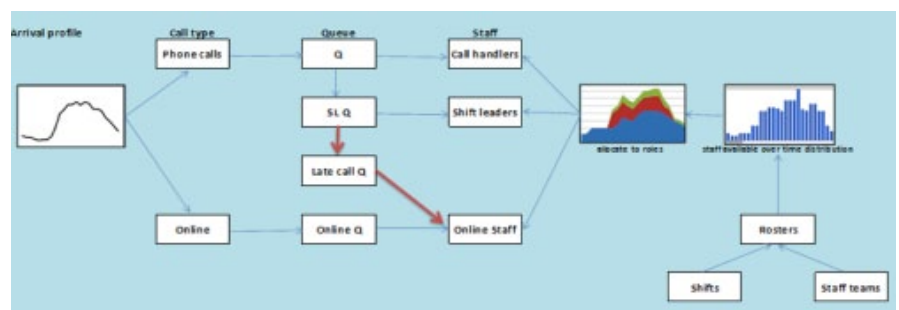 Arrival profile
Call type
Queue
Staff
Phone calls
Q
Call handlers
SL Q
Shift leaders
allocate to roles
staff available over time distribution
Late call Q
Online
Online Q
Online Staff
Rosters
Shifts
Staff teams